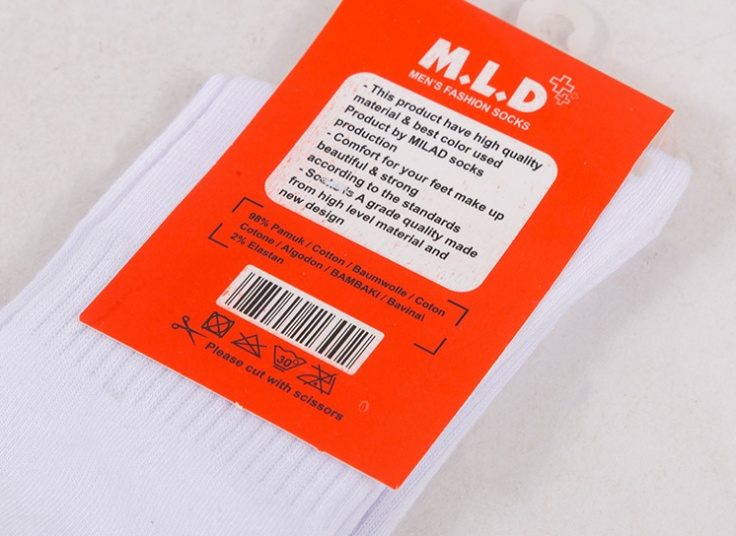 M.L.D
MEN'S FASHION SOCKS
- This product have high quality
material & best color used
Product by MILAD socks
production
- Comfort for your feet make up
beautiful & strong
according to the standards
- is A grade quality made
from high level material and
new design
98% Pamuk / Cotton / Baumwolle / Coton
Cotone / Algodon / BAMBAKI / Bavina\
2% Elastan
30°
Please cut with scissors